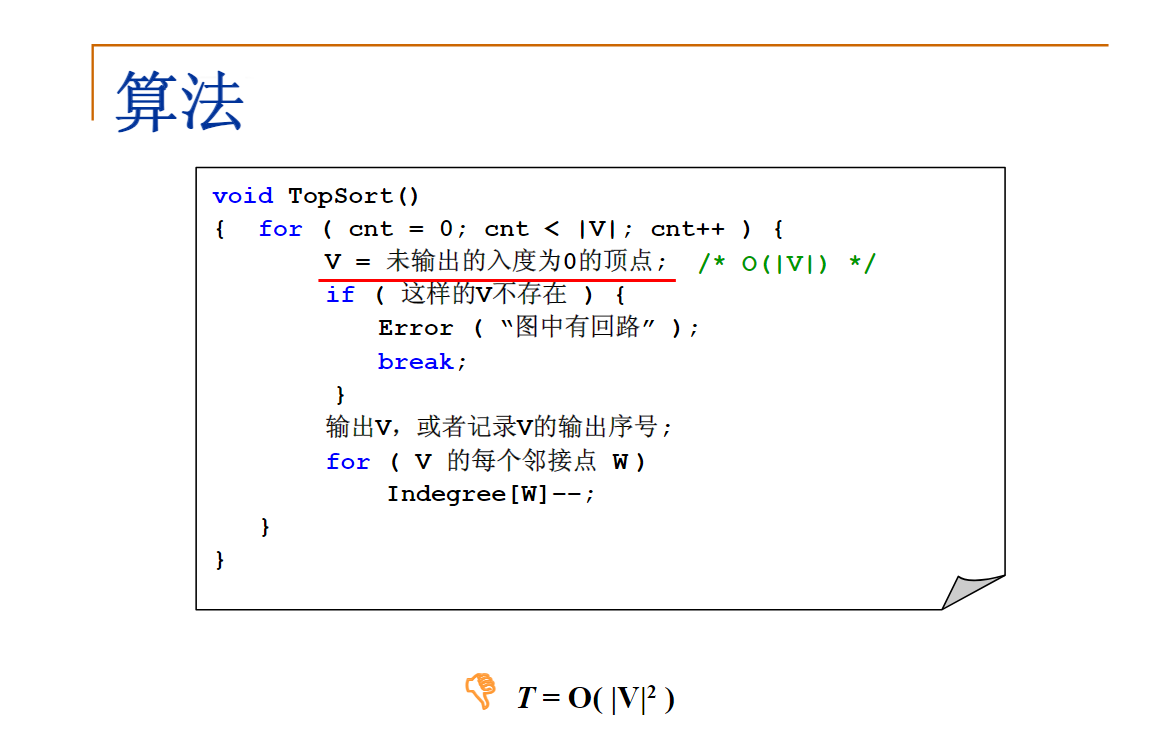 算法
void TopSort()
{ for ( cnt = 0; cnt < |V|; cnt++ ) {
V = 未输出的入度为0的顶点; /* O(|V|) */
if ( 这样的V不存在 ) {
Error ( “图中有回路” );
break;
}
输出V，或者记录V的输出序号;
for ( V 的每个邻接点 W )
Indegree[W]--;
}
}
T = O( |V|² )